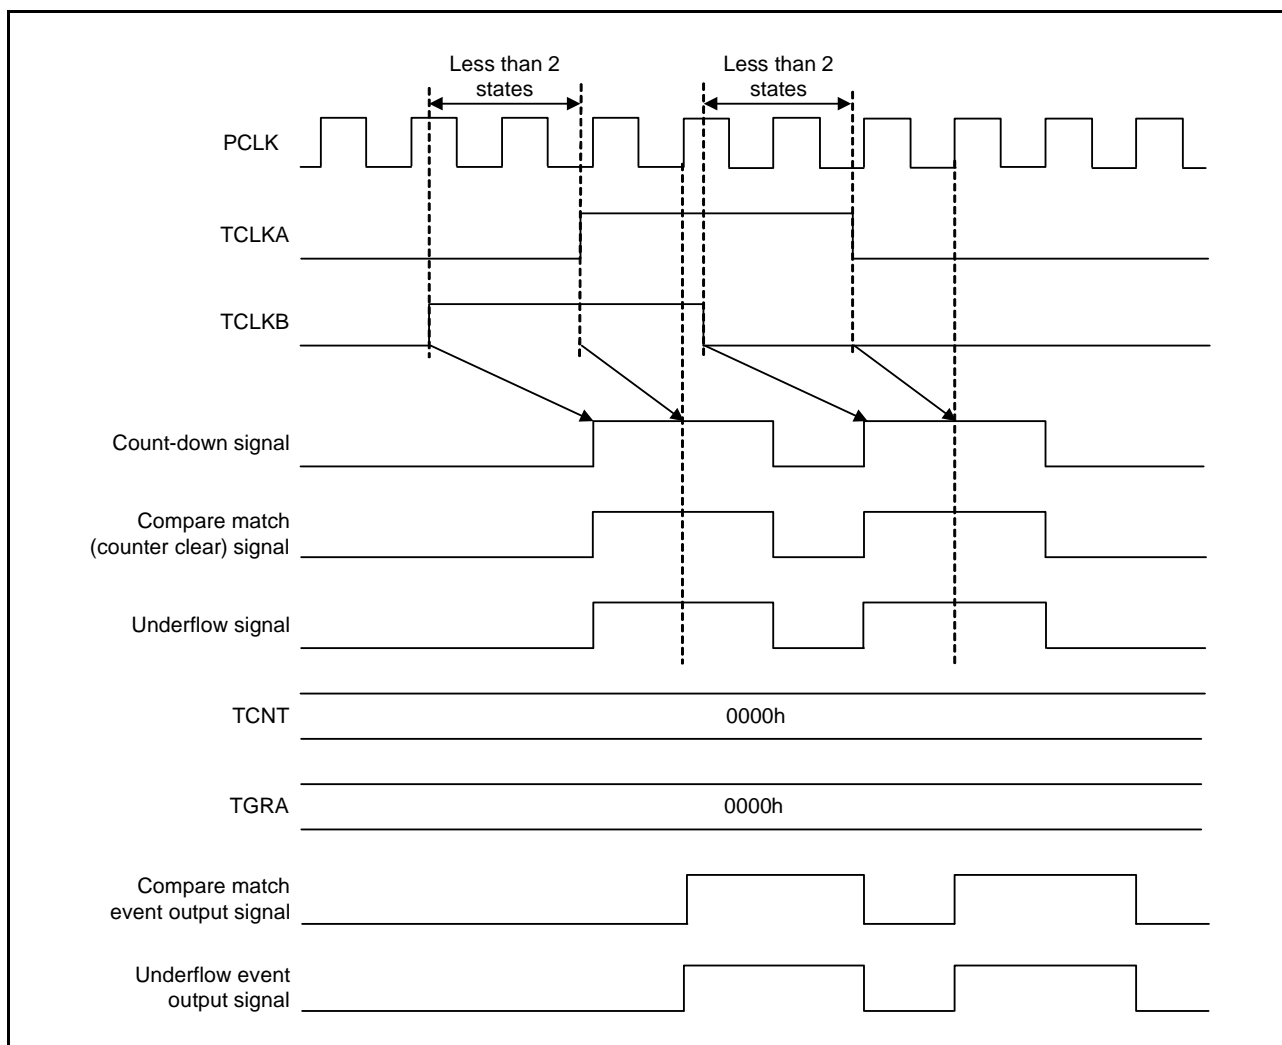 Less than 2
states
Less than 2
states
PCLK
TCLKA
TCLKB
Count-down signal
Compare match
(counter clear) signal
Underflow signal
TCNT
0000h
TGRA
0000h
Compare match
event output signal
Underflow event
output signal